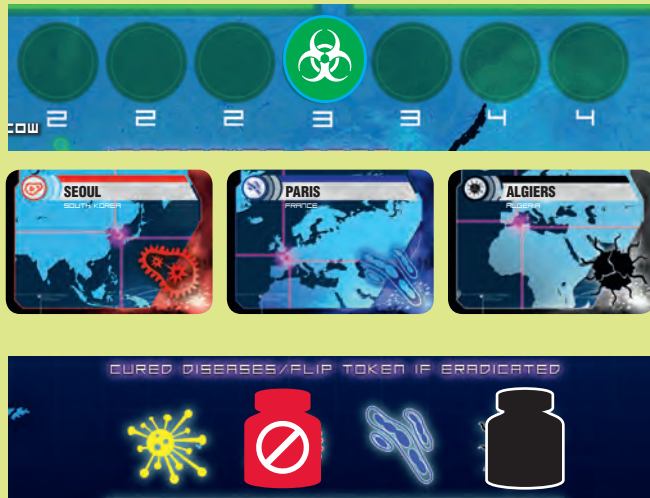 COW 2 2 2 3 3 4 4
SEOUL
SOUTH KOREA
PARIS
FRANCE
ALGIERS
ALGERIA
CURED DISEASES/FLIP TOKEN IF ERADICATED